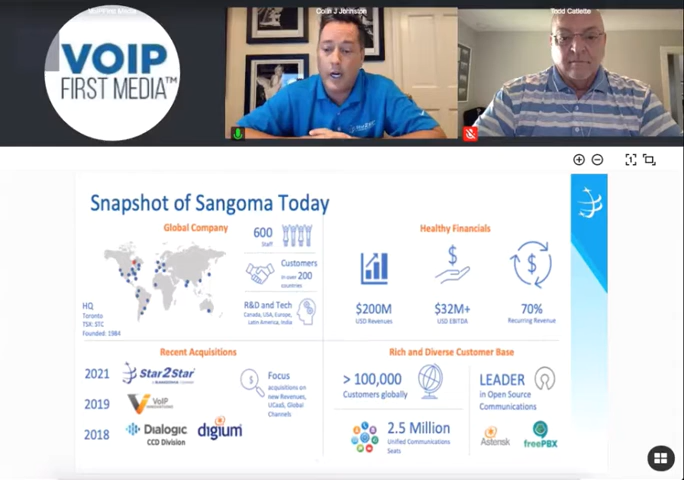 Colin J Johnston
Todd Catlette
VOIP
FIRST MEDIA™
Snapshot of Sangoma Today
Global Company
600
Staff
Customers
in over 200
countries
R&D and Tech
Canada, USA, Europe,
Latin America, India
HQ
Toronto
TSX: STC
Founded: 1984
Healthy Financials
$200M
USD Revenues
$32M+
USD EBITDA
70%
Recurring Revenue
Recent Acquisitions
2021
Star2Star
2019
VoIP
INNOVATIONS
2018
Dialogic
CCD Division
digium
Focus
acquisitions on
new Revenues,
UCaaS, Global
Channels
Rich and Diverse Customer Base
> 100,000
Customers globally
LEADER
in Open Source
Communications
2.5 Million
Unified Communications
Seats
Asterisk
freePBX